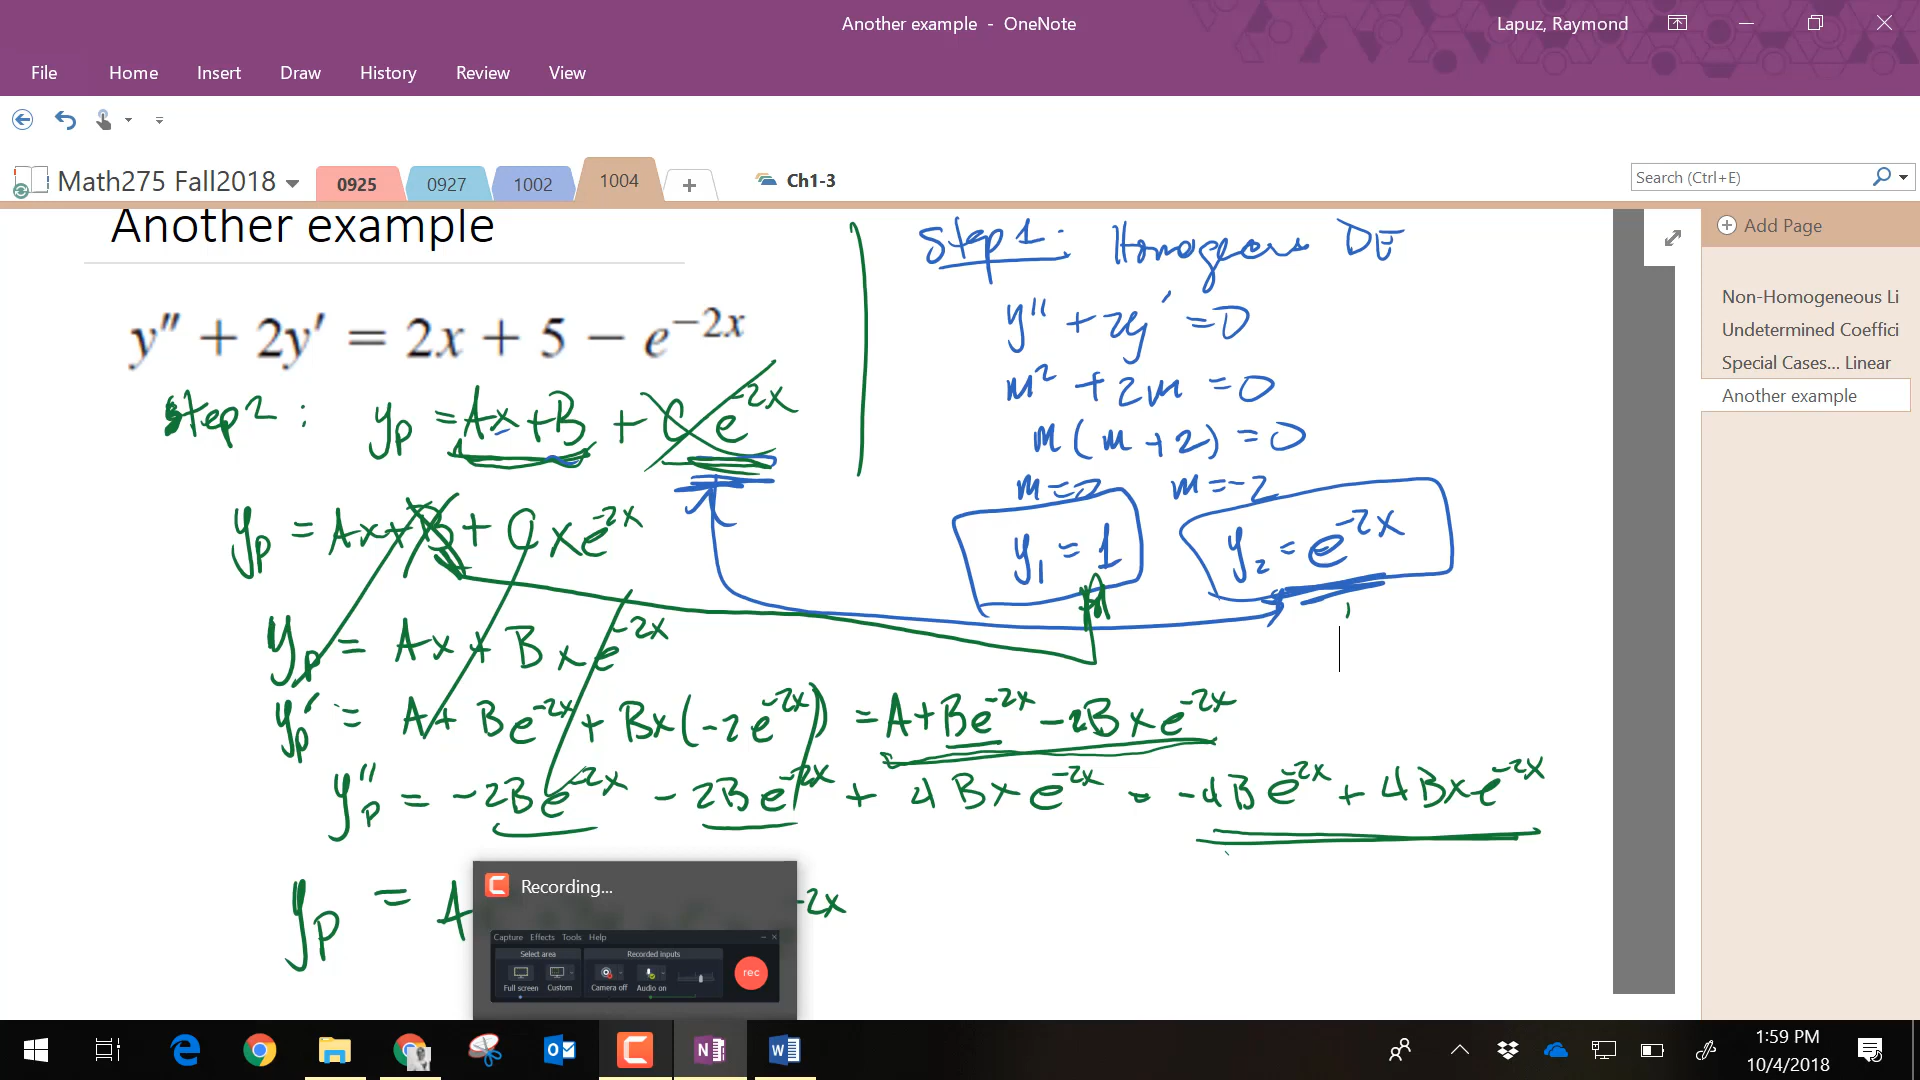 Another example - OneNote
Lapuz, Raymond
File Home Insert Draw History Review View
Math275 Fall2018
0925 0927 1002 1004 +
Ch1-3
Search (Ctrl+E)
Add Page
Non-Homogeneous Li
Undetermined Coeffici
Special Cases... Linear
Another example
Another example
y″ + 2y′ = 2x + 5 − e^{−2x}
Step 2 : yp = Ax + B + C e^{-2x}
yp = Ax + B + C x e^{-2x}
yp = Ax + B x e^{-2x}
yp' = A + Be^{-2x} + Bx(-2e^{-2x}) = A + Be^{-2x} - 2Bxe^{-2x}
yp'' = -2Be^{-2x} - 2Be^{-2x} + 4Bxe^{-2x} = -4Be^{-2x} + 4Bxe^{-2x}
yp = A
-2x
Step 1 : Homogeneous DE
y'' + 2y' = 0
m² + 2m = 0
m(m + 2) = 0
m = 0 m = -2
y₁ = 1 y₂ = e^{-2x}
Recording...
Capture Effects Tools Help
Select area Recorded inputs
Full screen Custom Camera off Audio on
rec
1:59 PM
10/4/2018